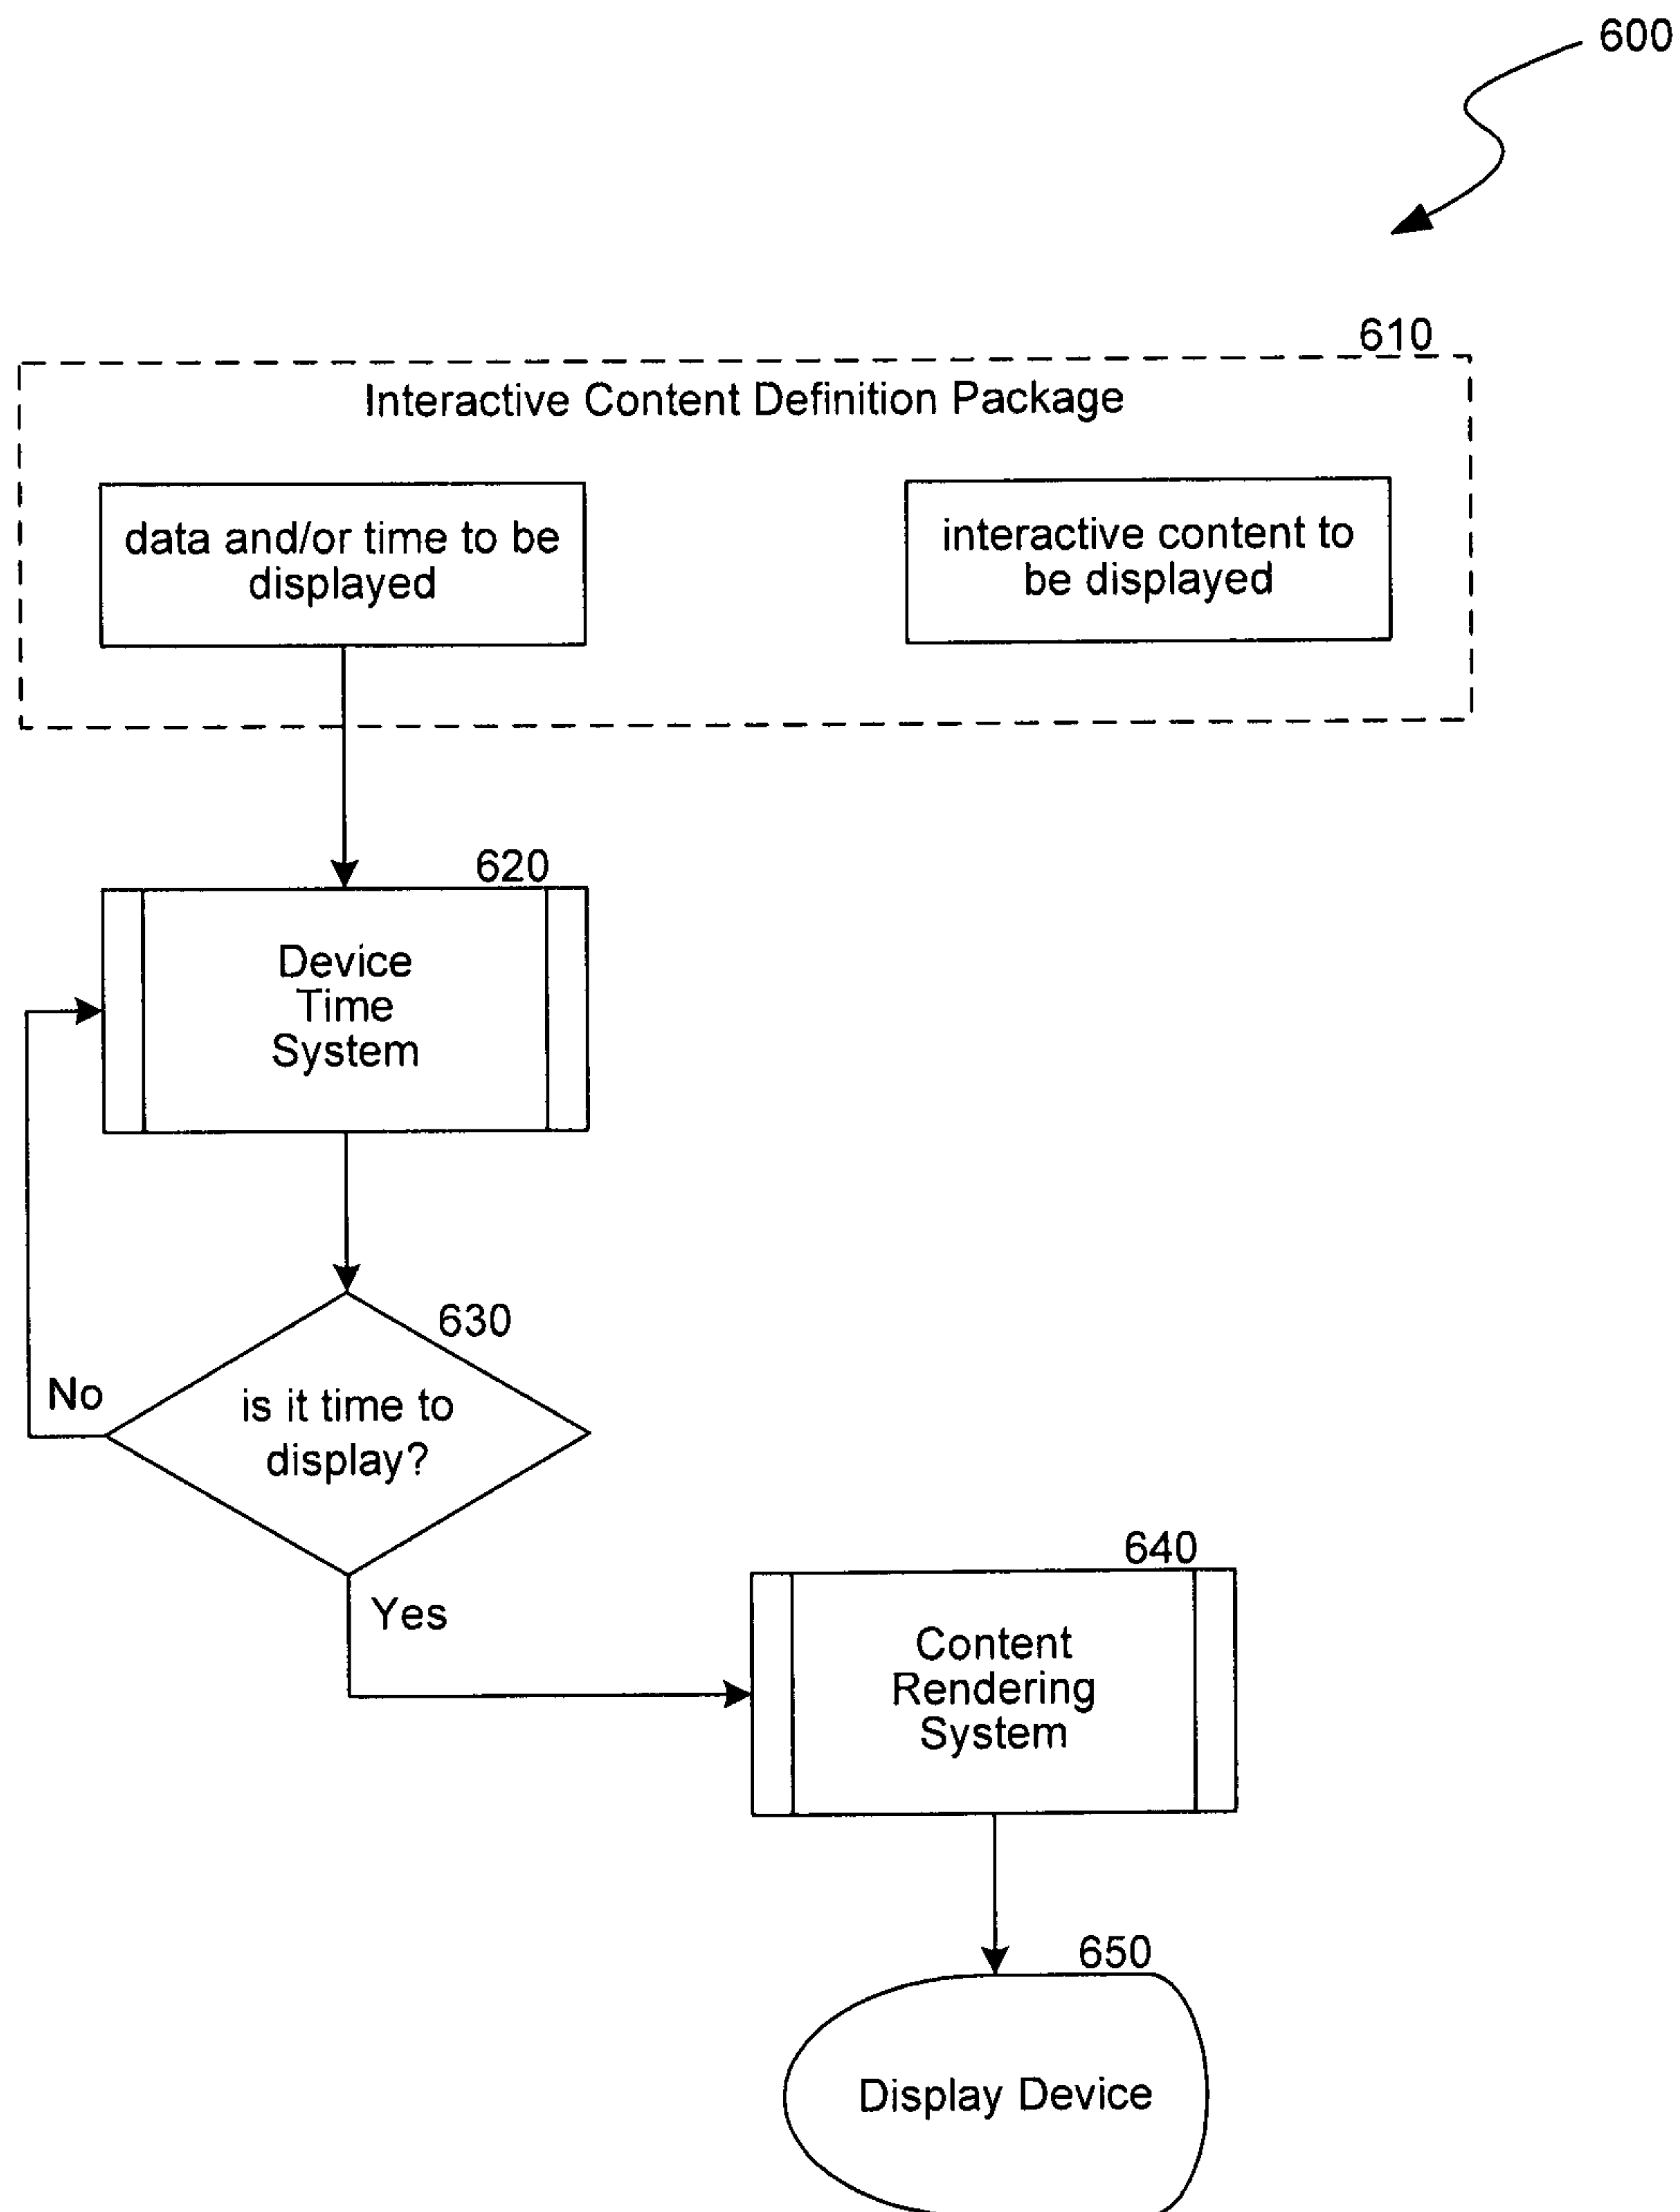 600
610
Interactive Content Definition Package
data and/or time to be
displayed
interactive content to
be displayed
620
Device
Time
System
630
is it time to
display?
No
Yes
640
Content
Rendering
System
650
Display Device